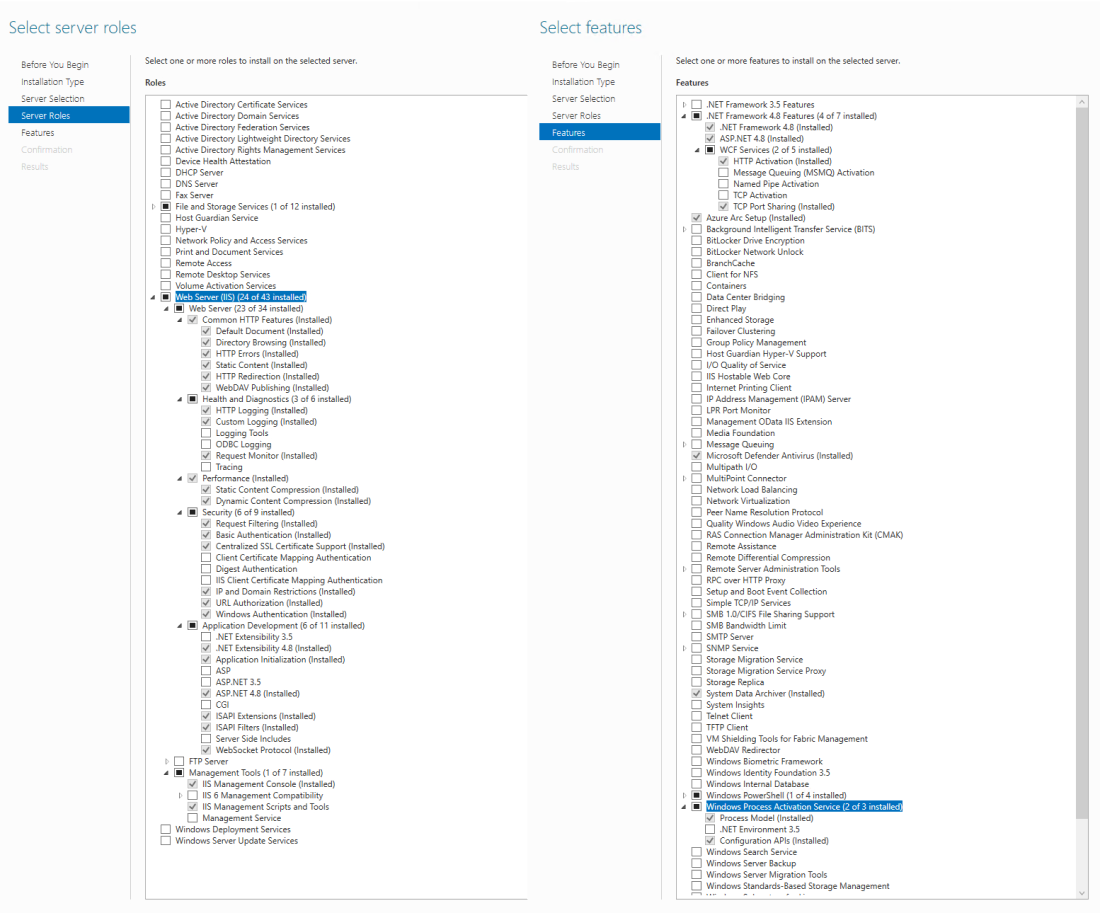 Select server roles
Before You Begin
Installation Type
Server Selection
Server Roles
Features
Confirmation
Results
Select one or more roles to install on the selected server.
Roles
Active Directory Certificate Services
Active Directory Domain Services
Active Directory Federation Services
Active Directory Lightweight Directory Services
Active Directory Rights Management Services
Device Health Attestation
DHCP Server
DNS Server
Fax Server
File and Storage Services (1 of 12 installed)
Host Guardian Service
Hyper-V
Network Policy and Access Services
Print and Document Services
Remote Access
Remote Desktop Services
Volume Activation Services
Web Server (IIS) (24 of 43 installed)
Web Server (23 of 34 installed)
Common HTTP Features (Installed)
Default Document (Installed)
Directory Browsing (Installed)
HTTP Errors (Installed)
Static Content (Installed)
HTTP Redirection (Installed)
WebDAV Publishing (Installed)
Health and Diagnostics (3 of 6 installed)
HTTP Logging (Installed)
Custom Logging (Installed)
Logging Tools
ODBC Logging
Request Monitor (Installed)
Tracing
Performance (Installed)
Static Content Compression (Installed)
Dynamic Content Compression (Installed)
Security (6 of 9 installed)
Request Filtering (Installed)
Basic Authentication (Installed)
Centralized SSL Certificate Support (Installed)
Client Certificate Mapping Authentication
Digest Authentication
IIS Client Certificate Mapping Authentication
IP and Domain Restrictions (Installed)
URL Authorization (Installed)
Windows Authentication (Installed)
Application Development (6 of 11 installed)
.NET Extensibility 3.5
.NET Extensibility 4.8 (Installed)
Application Initialization (Installed)
ASP
ASP.NET 3.5
ASP.NET 4.8 (Installed)
CGI
ISAPI Extensions (Installed)
ISAPI Filters (Installed)
Server Side Includes
WebSocket Protocol (Installed)
FTP Server
Management Tools (1 of 7 installed)
IIS Management Console (Installed)
IIS 6 Management Compatibility
IIS Management Scripts and Tools
Management Service
Windows Deployment Services
Windows Server Update Services
Select features
Before You Begin
Installation Type
Server Selection
Server Roles
Features
Confirmation
Results
Select one or more features to install on the selected server.
Features
.NET Framework 3.5 Features
.NET Framework 4.8 Features (4 of 7 installed)
.NET Framework 4.8 (Installed)
ASP.NET 4.8 (Installed)
WCF Services (2 of 5 installed)
HTTP Activation (Installed)
Message Queuing (MSMQ) Activation
Named Pipe Activation
TCP Activation
TCP Port Sharing (Installed)
Azure Arc Setup (Installed)
Background Intelligent Transfer Service (BITS)
BitLocker Drive Encryption
BitLocker Network Unlock
BranchCache
Client for NFS
Containers
Data Center Bridging
Direct Play
Enhanced Storage
Failover Clustering
Group Policy Management
Host Guardian Hyper-V Support
I/O Quality of Service
IIS Hostable Web Core
Internet Printing Client
IP Address Management (IPAM) Server
LPR Port Monitor
Management OData IIS Extension
Media Foundation
Message Queuing
Microsoft Defender Antivirus (Installed)
Multipath I/O
MultiPoint Connector
Network Load Balancing
Network Virtualization
Peer Name Resolution Protocol
Quality Windows Audio Video Experience
RAS Connection Manager Administration Kit (CMAK)
Remote Assistance
Remote Differential Compression
Remote Server Administration Tools
RPC over HTTP Proxy
Setup and Boot Event Collection
Simple TCP/IP Services
SMB 1.0/CIFS File Sharing Support
SMB Bandwidth Limit
SMTP Server
SNMP Service
Storage Migration Service
Storage Migration Service Proxy
Storage Replica
System Data Archiver (Installed)
System Insights
Telnet Client
TFTP Client
VM Shielding Tools for Fabric Management
WebDAV Redirector
Windows Biometric Framework
Windows Identity Foundation 3.5
Windows Internal Database
Windows PowerShell (1 of 4 installed)
Windows Process Activation Service (2 of 3 installed)
Process Model (Installed)
.NET Environment 3.5
Configuration APIs (Installed)
Windows Search Service
Windows Server Backup
Windows Server Migration Tools
Windows Standards-Based Storage Management